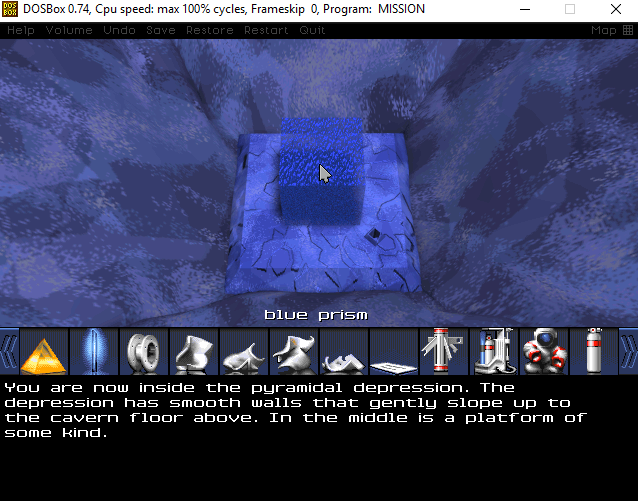 DOSBox 0.74, Cpu speed: max 100% cycles, Frameskip 0, Program: MISSION
Help Volume Undo Save Restore Restart Quit Map
blue prism
You are now inside the pyramidal depression. The
depression has smooth walls that gently slope up to
the cavern floor above. In the middle is a platform of
some kind.